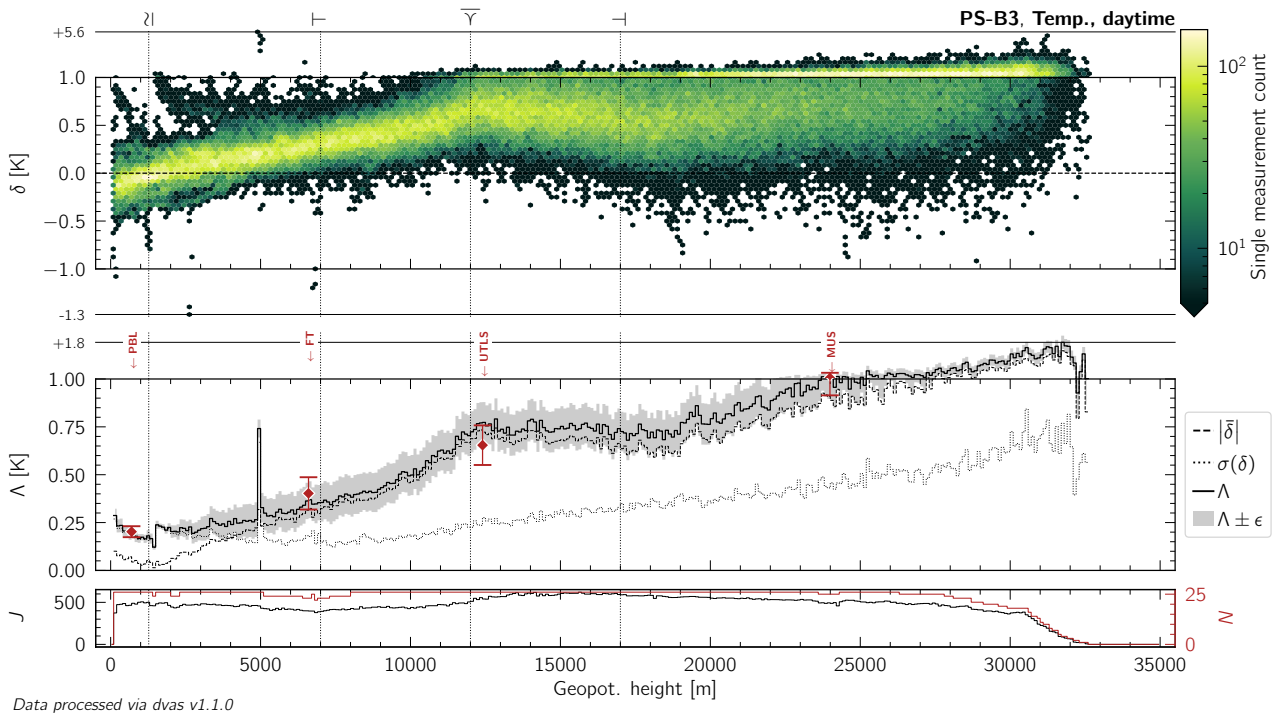 PS-B3, Temp., daytime
+5.6
1.0
0.5
0.0
−0.5
−1.0
-1.3
δ [K]
10²
10¹
Single measurement count
PBL
FT
UTLS
MUS
+1.8
1.00
0.75
0.50
0.25
0.00
Λ [K]
|δ̄|
σ(δ)
Λ
Λ ± ϵ
500
0
J
25
0
N
0 5000 10000 15000 20000 25000 30000 35000
Geopot. height [m]
Data processed via dvas v1.1.0